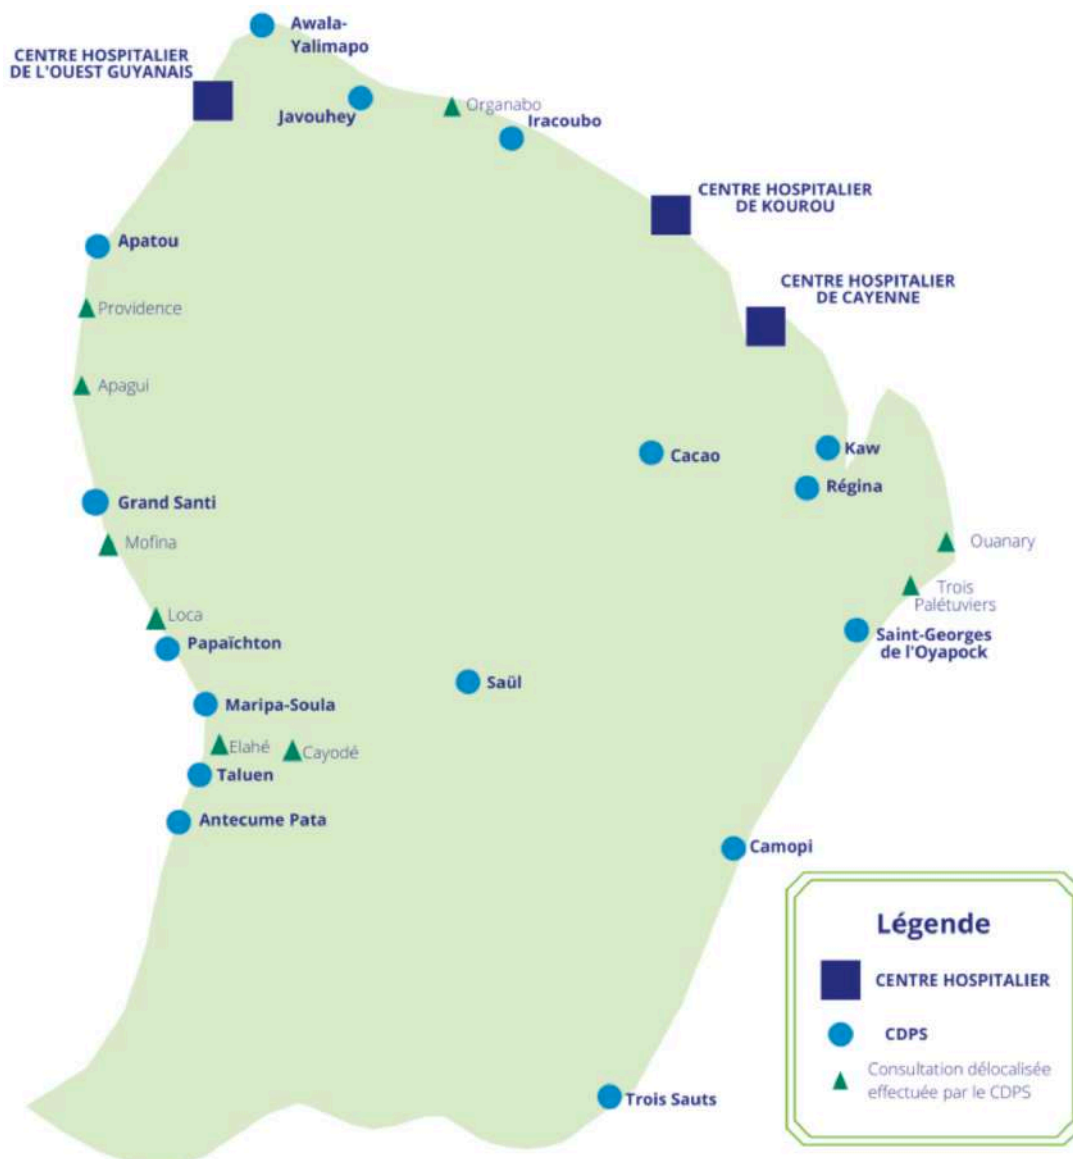 Awala-
Yalimapo
CENTRE HOSPITALIER
DE L'OUEST GUYANAIS
Javouhey
Organabo
Iracoubo
CENTRE HOSPITALIER
DE KOUROU
Apatou
CENTRE HOSPITALIER
DE CAYENNE
Providence
Apagui
Cacao
Kaw
Régina
Grand Santi
Mofina
Ouanary
Trois
Palétuviers
Loca
Papaïchton
Saint-Georges
de l'Oyapock
Saül
Maripa-Soula
Elahé
Cayodé
Taluen
Antecume Pata
Camopi
Légende
CENTRE HOSPITALIER
CDPS
Consultation délocalisée
effectuée par le CDPS
Trois Sauts